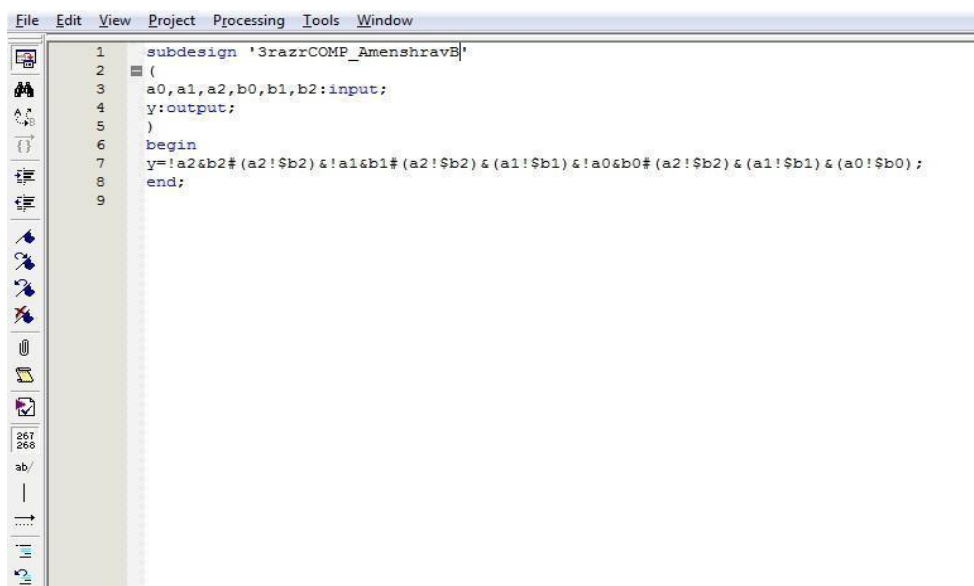 File Edit View Project Processing Tools Window
1 subdesign '3razrCOMP_AmenshravB'
2 (
3 a0,a1,a2,b0,b1,b2:input;
4 y:output;
5 )
6 begin
7 y=!a2&b2#(a2!$b2)&!a1&b1#(a2!$b2)&(a1!$b1)&!a0&b0#(a2!$b2)&(a1!$b1)&(a0!$b0);
8 end;
9
267
268
ab/